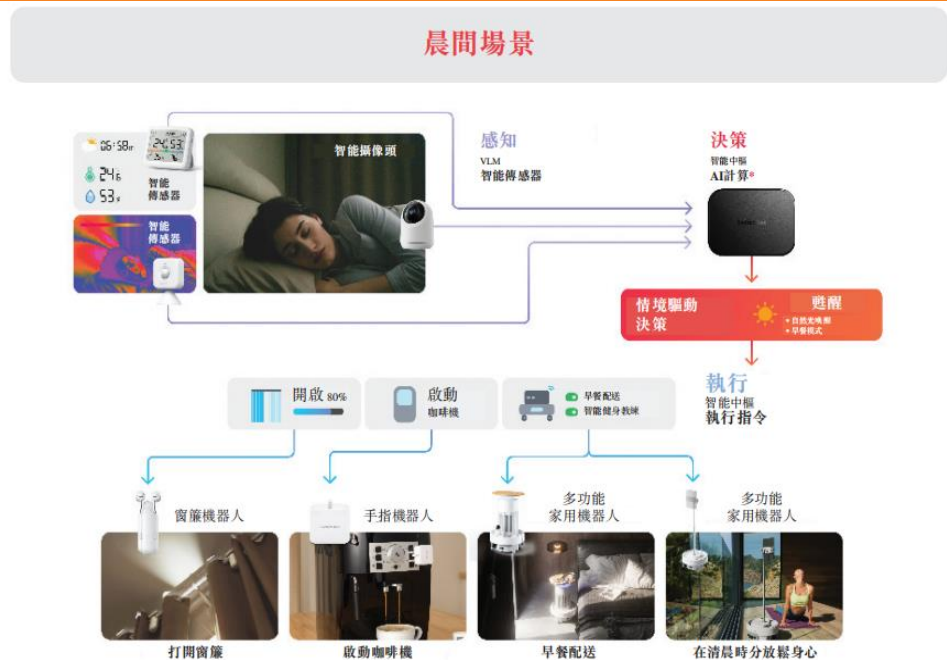 晨間場景
06:58
24.6
53
智能
傳感器
智能
傳感器
智能攝像頭
感知
VLM
智能傳感器
決策
智能中樞
AI計算*
情境驅動
決策
甦醒
• 自然光喚醒
• 早餐模式
執行
智能中樞
執行指令
開啟 80%
啟動
咖啡機
早餐配送
智能健身教練
窗簾機器人
手指機器人
多功能
家用機器人
多功能
家用機器人
打開窗簾
啟動咖啡機
早餐配送
在清晨時分放鬆身心